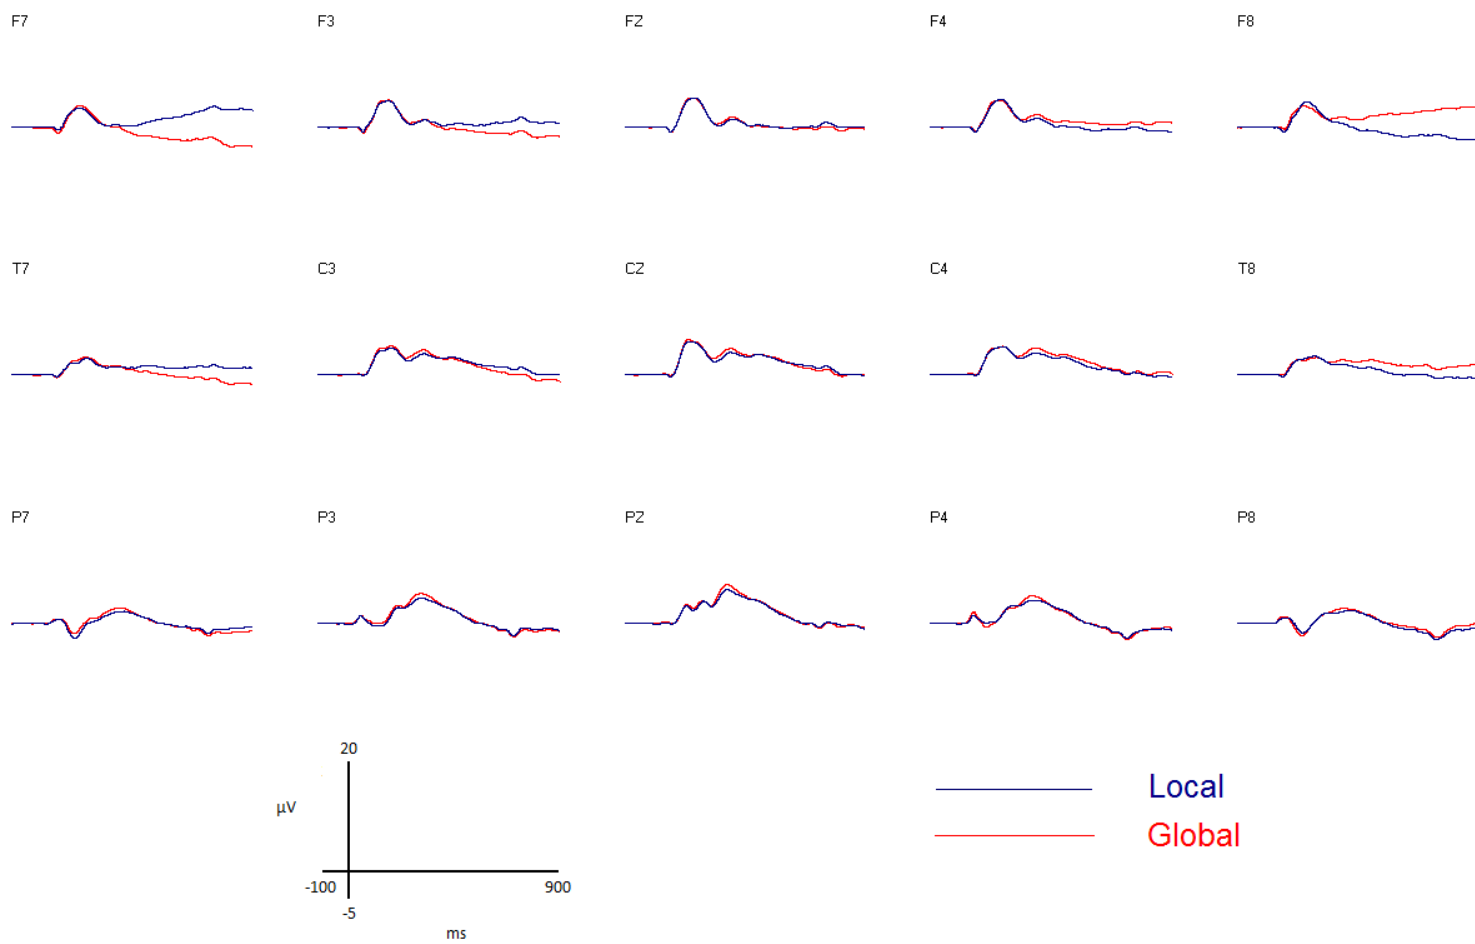 F7 F3 FZ F4 F8
T7 C3 CZ C4 T8
P7 P3 PZ P4 P8
20
µV
-100 900
-5
ms
Local
Global